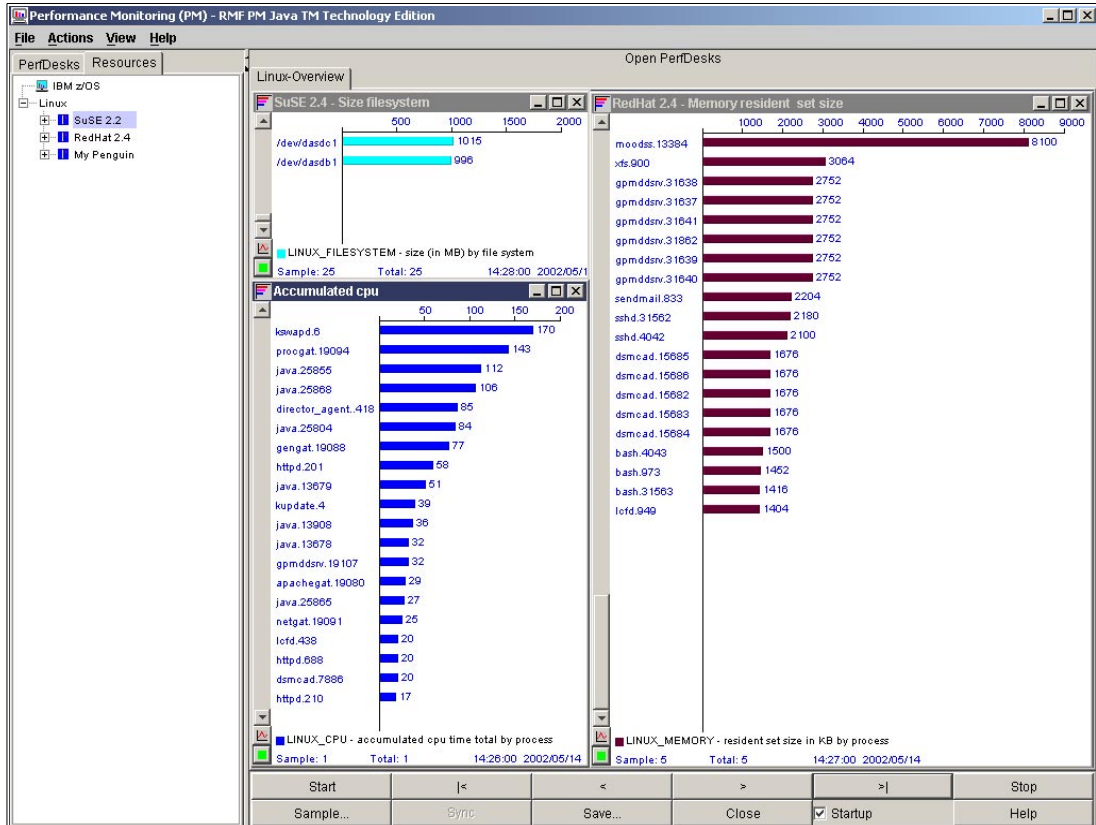 Performance Monitoring (PM) - RMF PM Java TM Technology Edition
File Actions View Help
PerfDesks Resources
IBM z/OS
Linux
SuSE 2.2
RedHat 2.4
My Penguin
Open PerfDesks
Linux-Overview
SuSE 2.4 - Size filesystem
500 1000 1500 2000
/dev/dasdc1 1015
/dev/dasdb1 996
LINUX_FILESYSTEM - size (in MB) by file system
Sample: 25 Total: 25 14:28:00 2002/05/1
Accumulated cpu
50 100 150 200
kswapd.6 170
procgat.19094 143
java.25855 112
java.25868 106
director_agent..418 85
java.25804 84
gengat.19088 77
httpd.201 58
java.13679 51
kupdate.4 39
java.13908 36
java.13678 32
gpmddsrv.19107 32
apachegat.19080 29
java.25865 27
netgat.19091 25
lcfd.438 20
httpd.688 20
dsmcad.7886 20
httpd.210 17
LINUX_CPU - accumulated cpu time total by process
Sample: 1 Total: 1 14:26:00 2002/05/14
RedHat 2.4 - Memory resident set size
1000 2000 3000 4000 5000 6000 7000 8000 9000
moodss.13384 8100
xfs.900 3064
gpmddsrv.31638 2752
gpmddsrv.31637 2752
gpmddsrv.31641 2752
gpmddsrv.31862 2752
gpmddsrv.31639 2752
gpmddsrv.31640 2752
sendmail.833 2204
sshd.31562 2180
sshd.4042 2100
dsmcad.15685 1676
dsmcad.15686 1676
dsmcad.15682 1676
dsmcad.15683 1676
dsmcad.15684 1676
bash.4043 1500
bash.973 1452
bash.31563 1416
lcfd.949 1404
LINUX_MEMORY - resident set size in KB by process
Sample: 5 Total: 5 14:27:00 2002/05/14
Start |< < > >| Stop
Sample... Sync Save... Close Startup Help